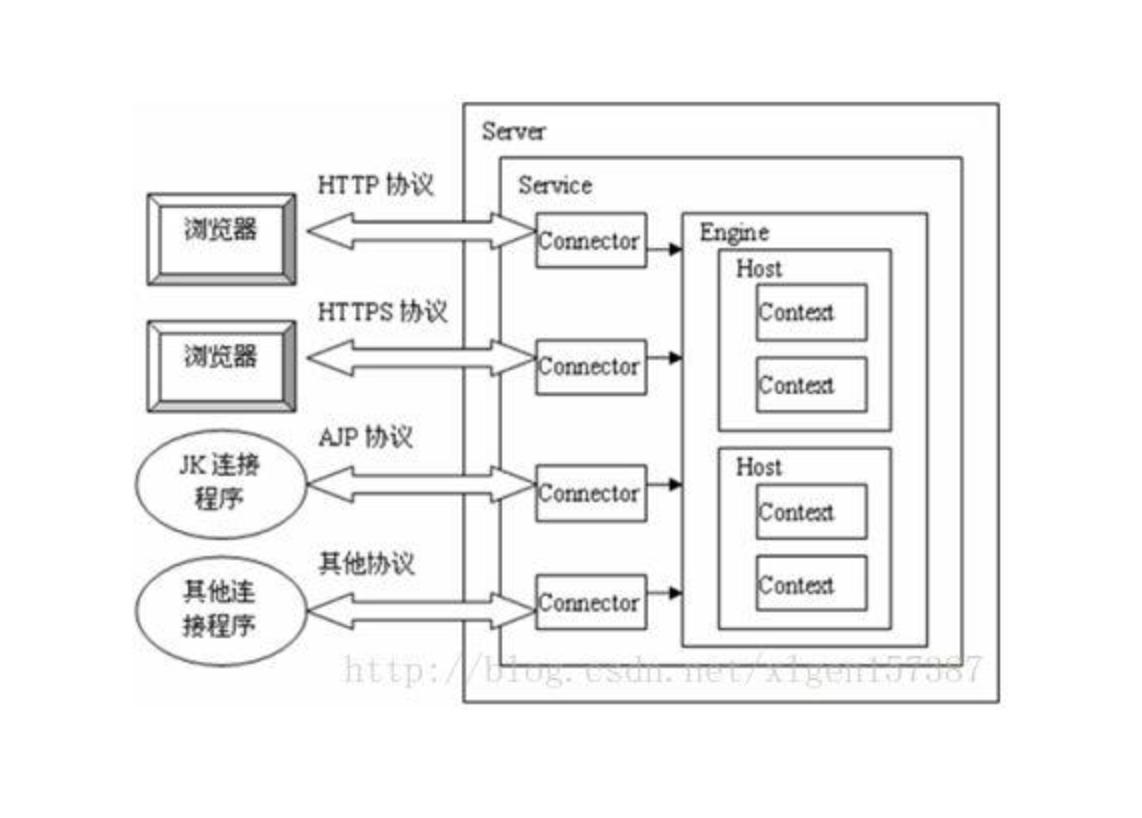 Server
Service
HTTP 协议
浏览器
Connector
Engine
Host
Context
Context
HTTPS 协议
浏览器
Connector
AJP 协议
JK 连接
程序
Connector
Host
Context
Context
其他协议
其他连
接程序
Connector
http://blog.csdn.net/xlgen157387